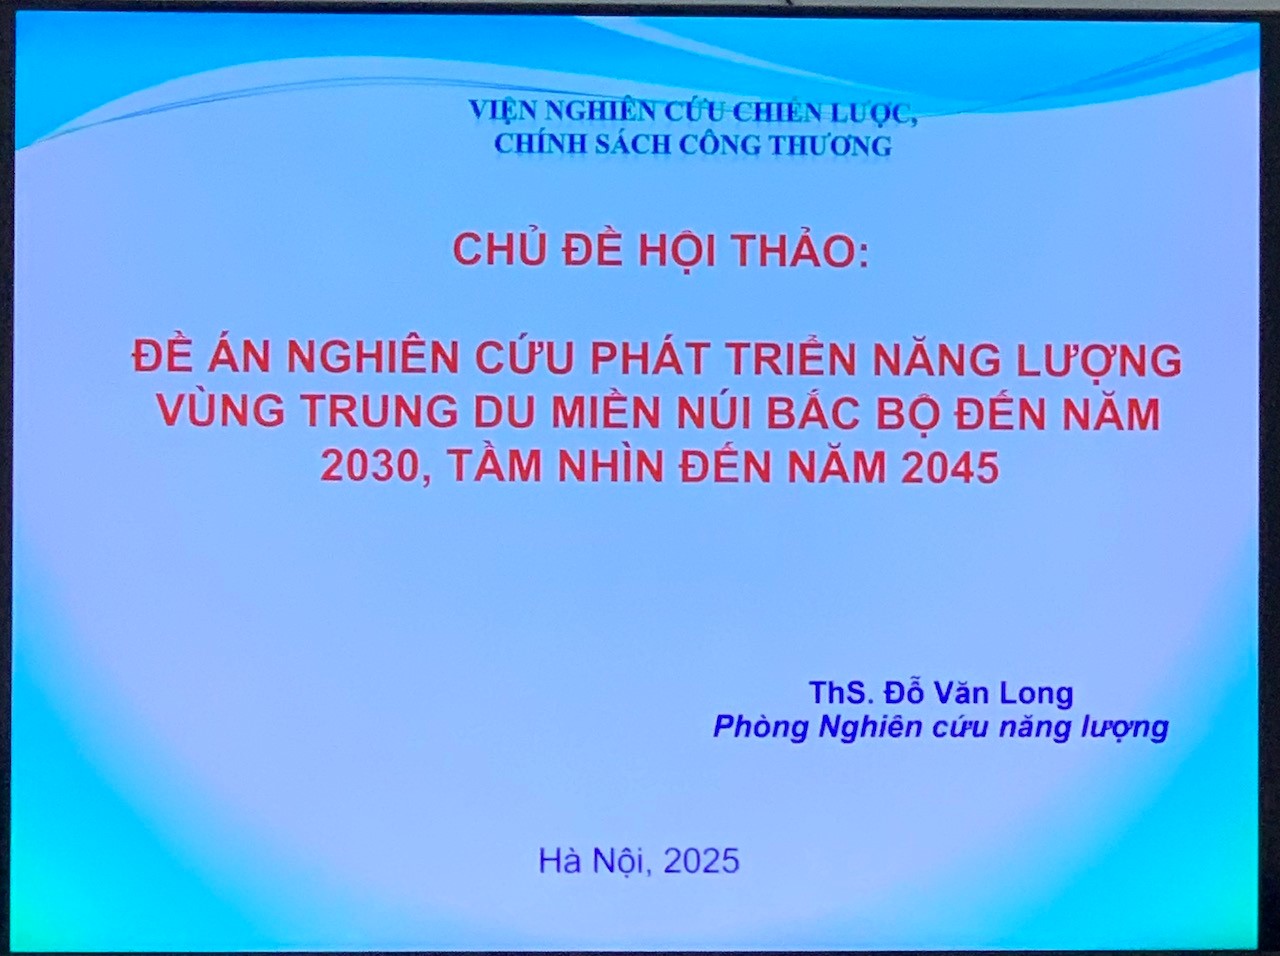 VIỆN NGHIÊN CỨU CHIẾN LƯỢC,
CHÍNH SÁCH CÔNG THƯƠNG
CHỦ ĐỀ HỘI THẢO:
ĐỀ ÁN NGHIÊN CỨU PHÁT TRIỂN NĂNG LƯỢNG
VÙNG TRUNG DU MIỀN NÚI BẮC BỘ ĐẾN NĂM
2030, TẦM NHÌN ĐẾN NĂM 2045
ThS. Đỗ Văn Long
Phòng Nghiên cứu năng lượng
Hà Nội, 2025